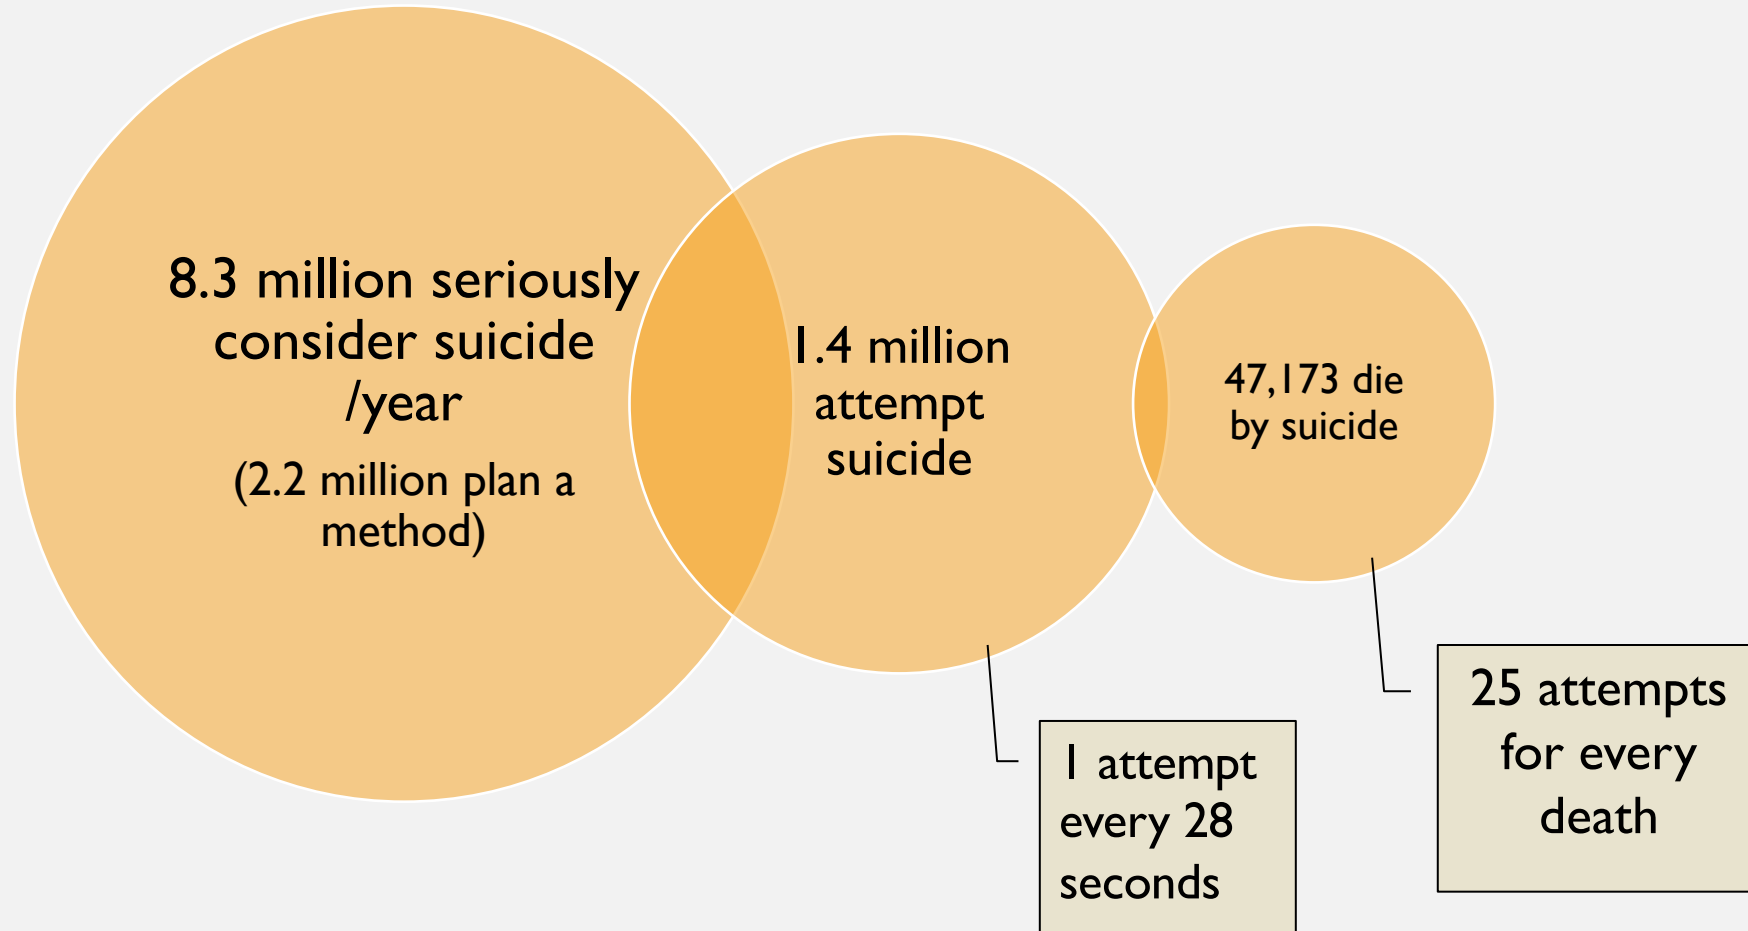 8.3 million seriously
consider suicide
/year
(2.2 million plan a
method)
1.4 million
attempt
suicide
47,173 die
by suicide
1 attempt
every 28
seconds
25 attempts
for every
death